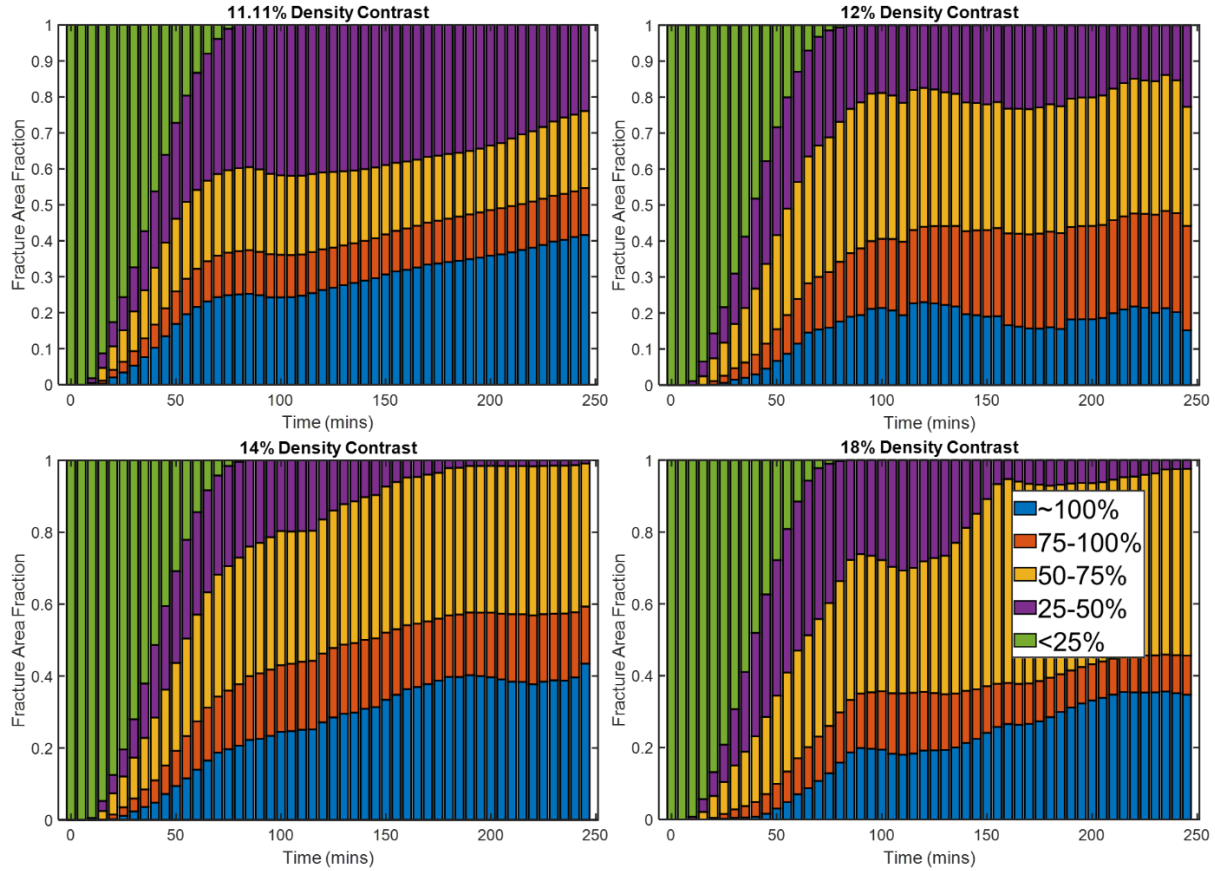 11.11% Density Contrast
Fracture Area Fraction
1
0.9
0.8
0.7
0.6
0.5
0.4
0.3
0.2
0.1
0
0 50 100 150 200 250
Time (mins)
12% Density Contrast
Fracture Area Fraction
1
0.9
0.8
0.7
0.6
0.5
0.4
0.3
0.2
0.1
0
0 50 100 150 200 250
Time (mins)
14% Density Contrast
Fracture Area Fraction
1
0.8
0.6
0.4
0.2
0
0 50 100 150 200 250
Time (mins)
18% Density Contrast
Fracture Area Fraction
1
0.8
0.6
0.4
0.2
0
0 50 100 150 200 250
Time (mins)
~100%
75-100%
50-75%
25-50%
<25%